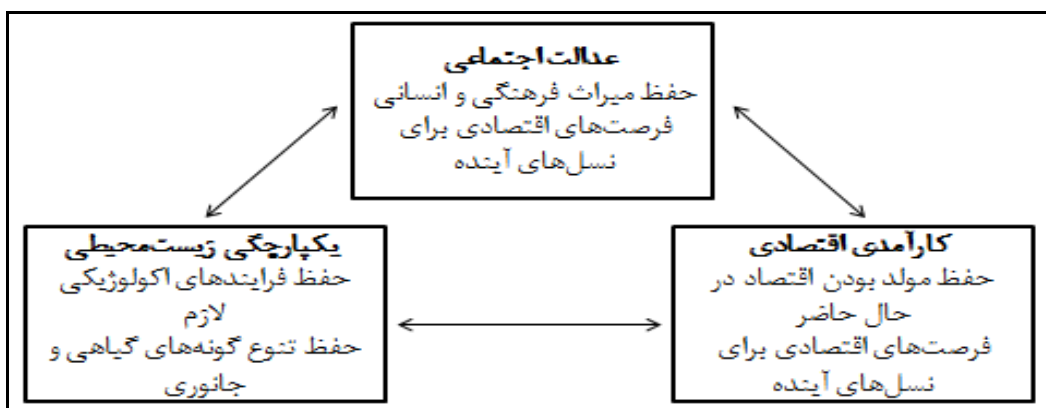 عدالت اجتماعی
حفظ میراث فرهنگی و انسانی
فرصت‌های اقتصادی برای
نسل‌های آینده
کارآمدی اقتصادی
حفظ مولد بودن اقتصاد در
حال حاضر
فرصت‌های اقتصادی برای
نسل‌های آینده
یکپارچگی زیست‌محیطی
حفظ فرایندهای اکولوژیکی
لازم
حفظ تنوع گونه‌های گیاهی و
جانوری